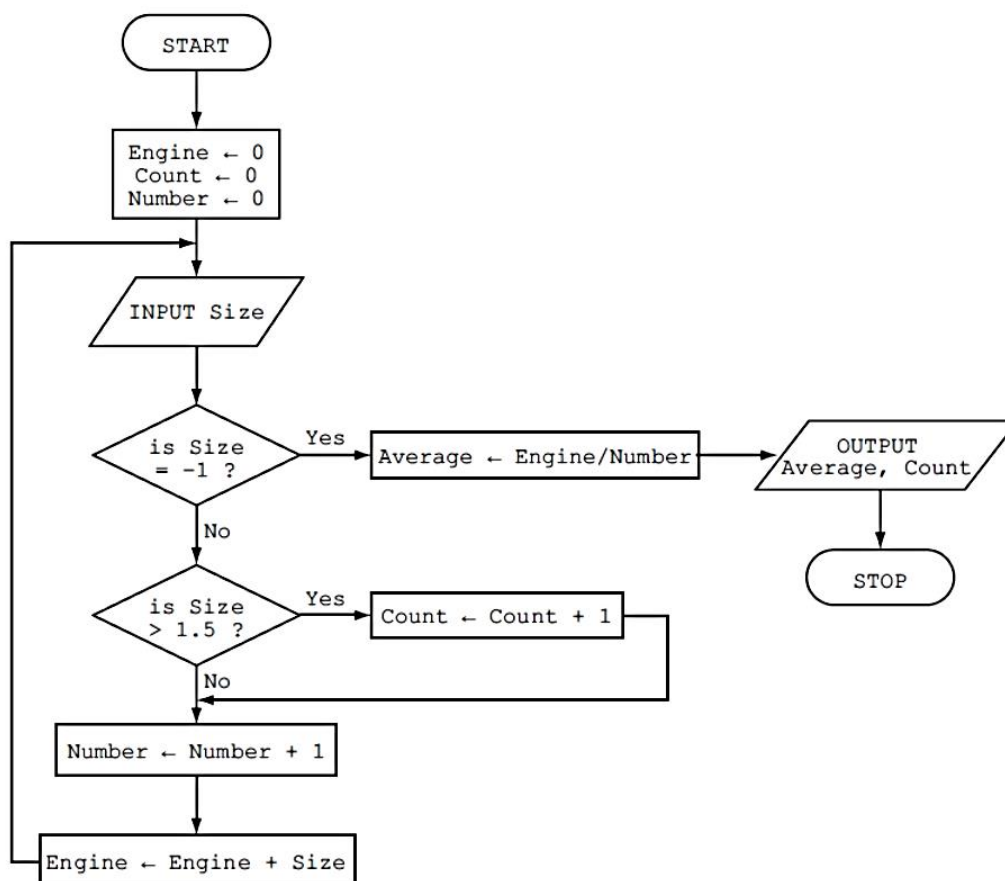 START
Engine ← 0
Count ← 0
Number ← 0
INPUT Size
is Size
= -1 ?
Yes
Average ← Engine/Number
OUTPUT
Average, Count
STOP
No
is Size
> 1.5 ?
Yes
Count ← Count + 1
No
Number ← Number + 1
Engine ← Engine + Size